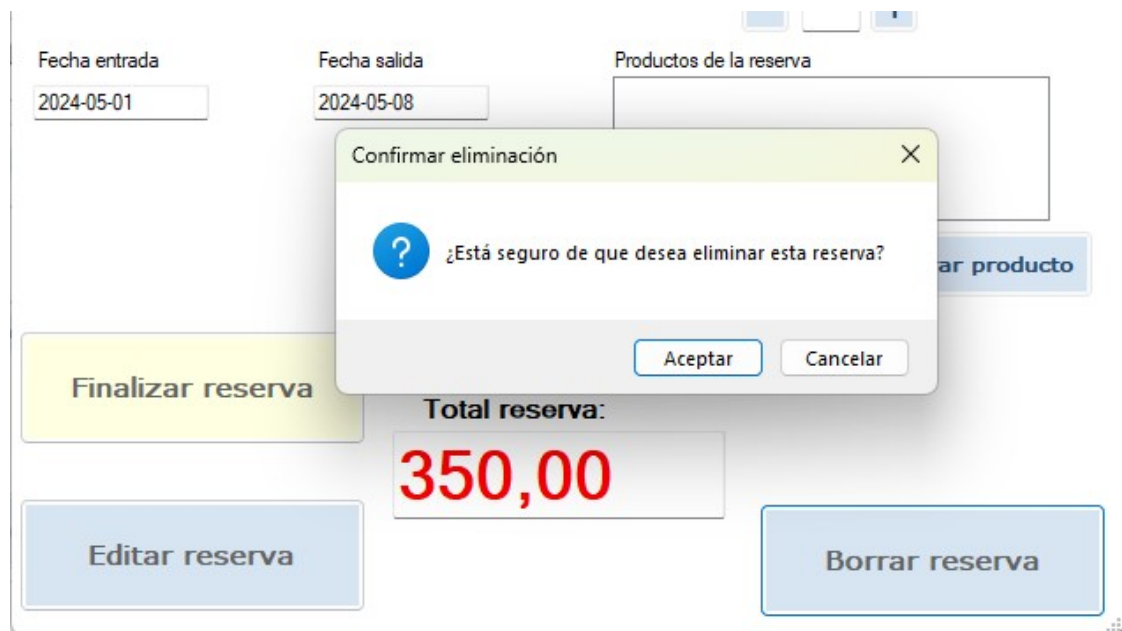 Fecha entrada
Fecha salida
Productos de la reserva
2024-05-01
2024-05-08
Confirmar eliminación
¿Está seguro de que desea eliminar esta reserva?
producto
Aceptar
Cancelar
Finalizar reserva
Total reserva:
350,00
Editar reserva
Borrar reserva